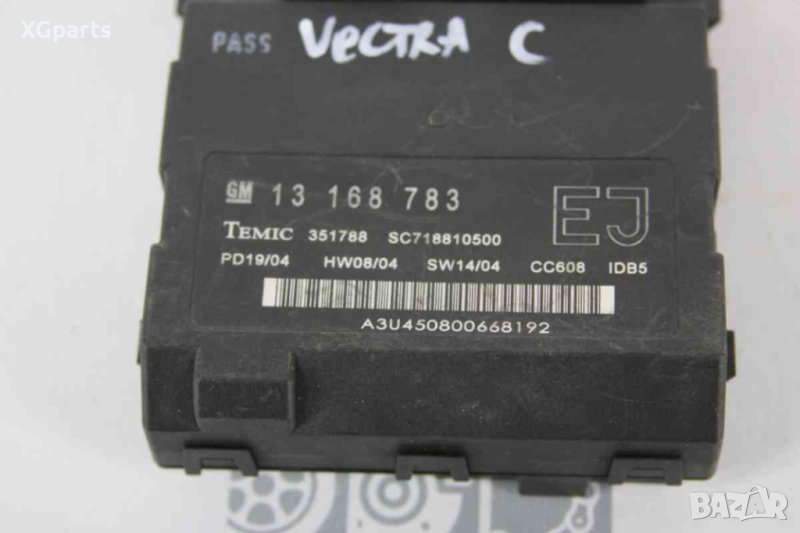 XGparts
PASS VECTRA C
GM 13 168 783
EJ
TEMIC 351788 SC718810500
PD19/04 HW08/04 SW14/04 CC608 IDB5
A3U450800668192
BAZAR